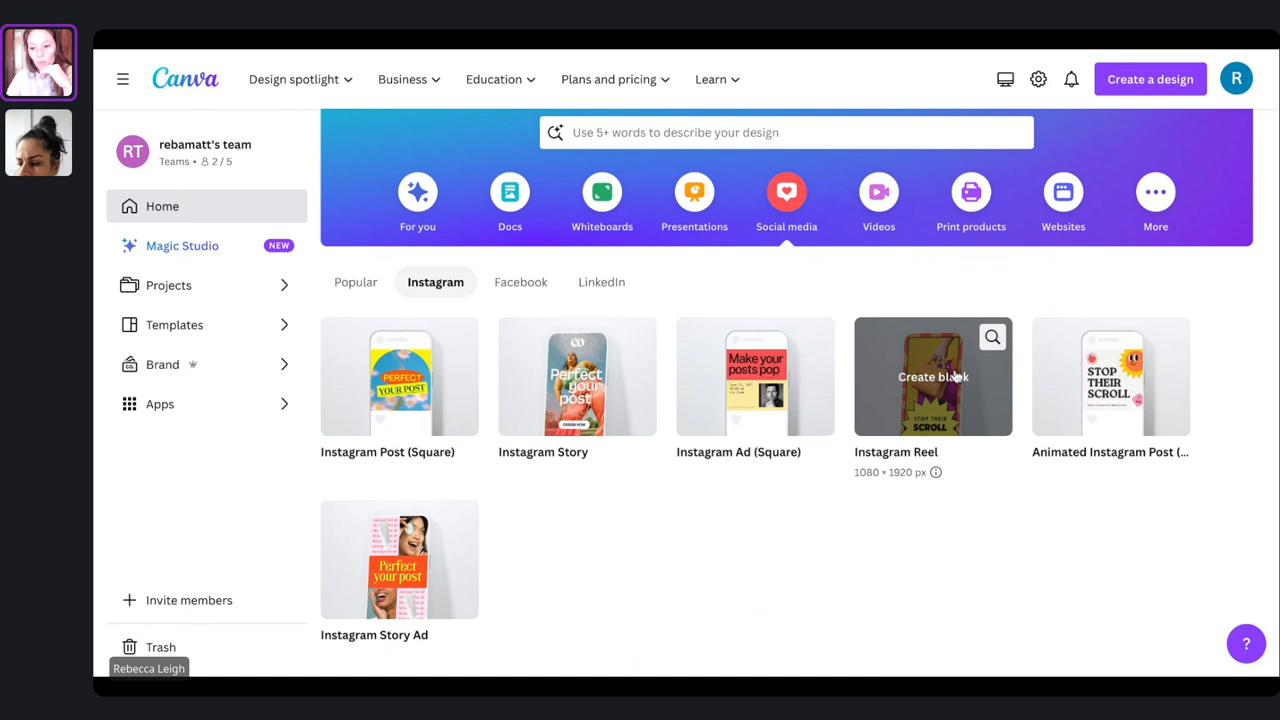 Canva
Design spotlight
Business
Education
Plans and pricing
Learn
Create a design
R
RT
rebamatt's team
Teams • 2 / 5
Use 5+ words to describe your design
Home
For you
Docs
Whiteboards
Presentations
Social media
Videos
Print products
Websites
More
Magic Studio
NEW
Projects
Templates
Brand
Apps
Popular
Instagram
Facebook
LinkedIn
PERFECT
YOUR POST
Perfect
your
post
DESIGN NOW
Make your
posts pop
Create blank
STOP THEIR
SCROLL
STOP
THEIR
SCROLL
Instagram Post (Square)
Instagram Story
Instagram Ad (Square)
Instagram Reel
1080 × 1920 px
Animated Instagram Post (...
Perfect
your post
Instagram Story Ad
Invite members
Trash
Rebecca Leigh
?